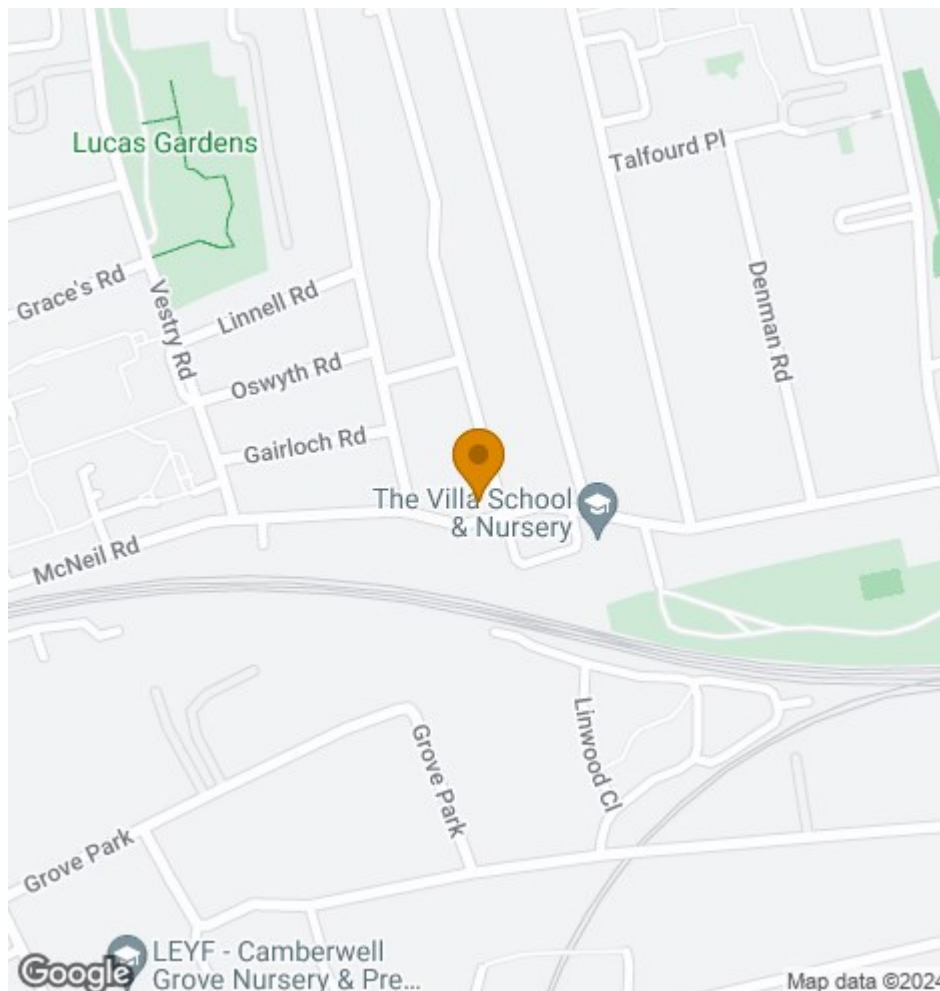 Lucas Gardens
Talfourd Pl
Grace's Rd
Vestry Rd
Linnell Rd
Denman Rd
Oswyth Rd
Gairloch Rd
The Villa School
& Nursery
McNeil Rd
Linwood Cl
Grove Park
Grove Park
LEYF - Camberwell
Grove Nursery & Pre...
Google
Map data ©2024